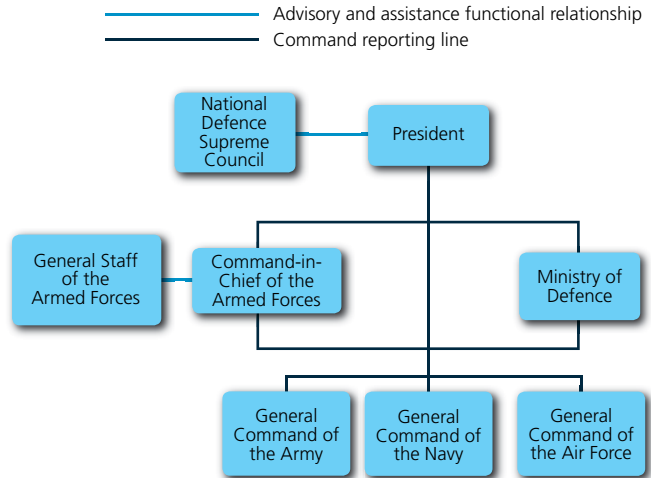 Advisory and assistance functional relationship
Command reporting line
National
Defence
Supreme
Council
President
General Staff
of the
Armed Forces
Command-in-
Chief of the
Armed Forces
Ministry of
Defence
General
Command of
the Army
General
Command of
the Navy
General
Command of
the Air Force